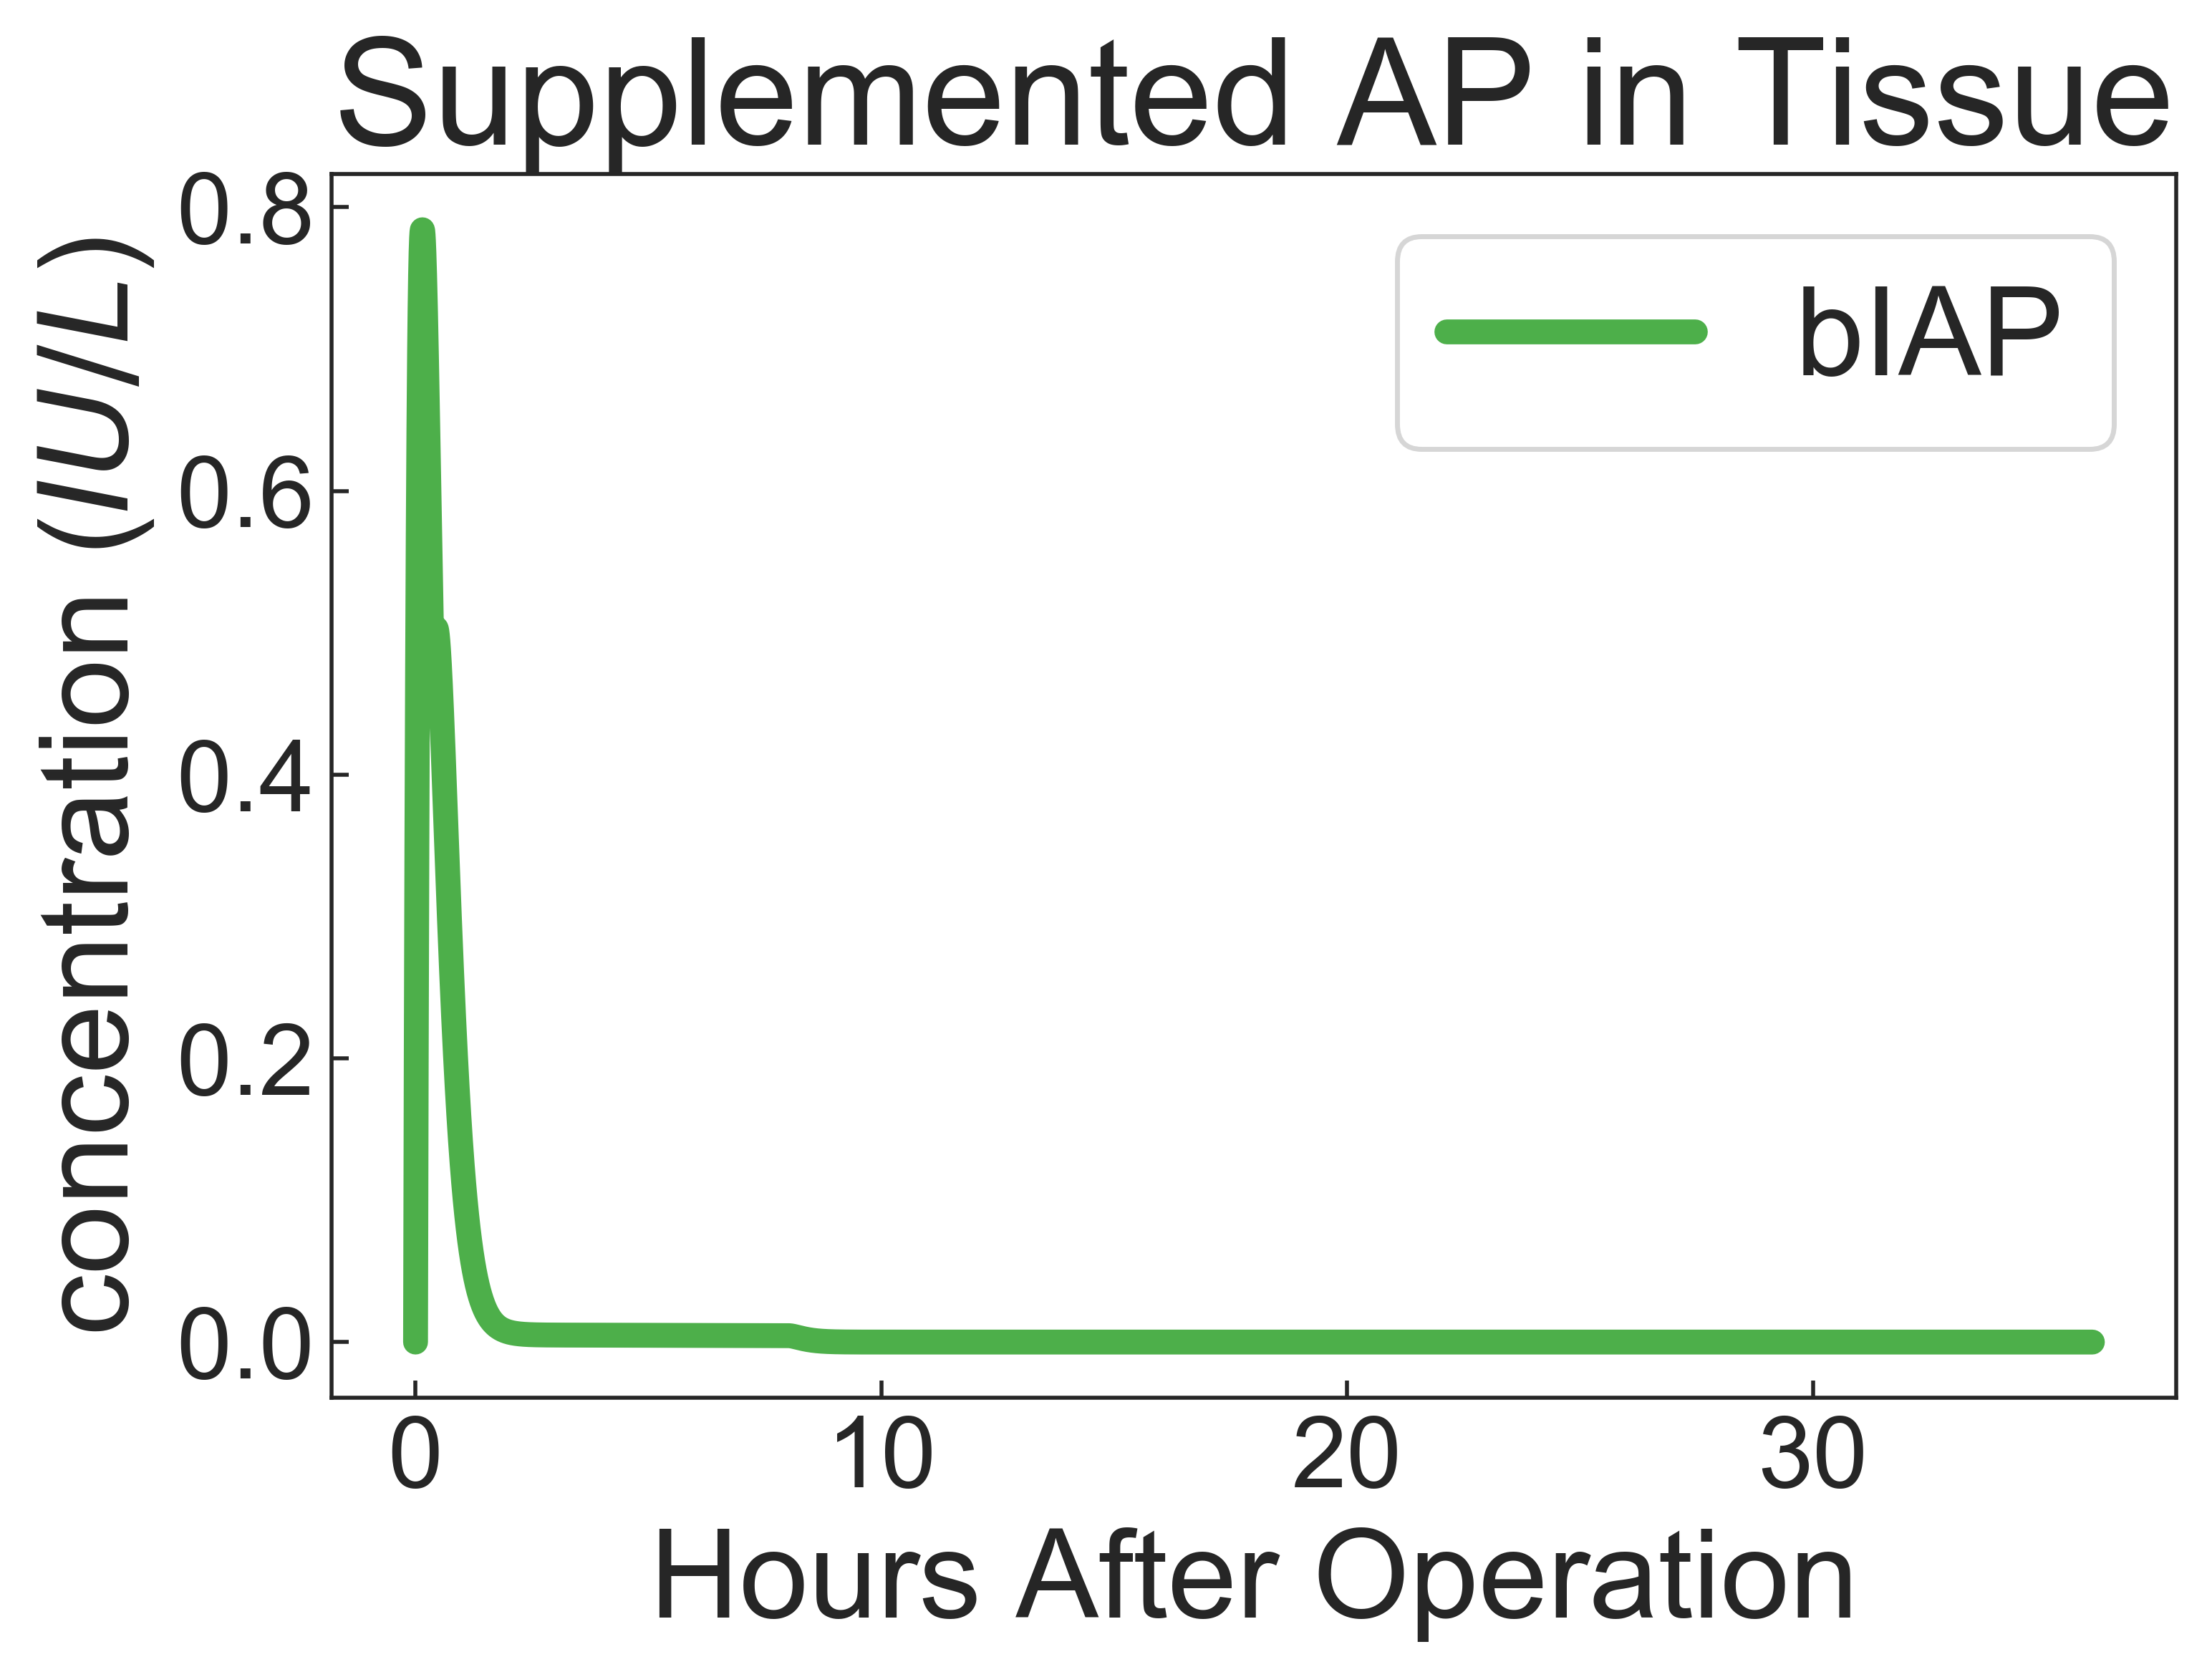 Supplemented AP in Tissue
concentration (IU/L)
0.8
0.6
0.4
0.2
0.0
bIAP
0 10 20 30
Hours After Operation